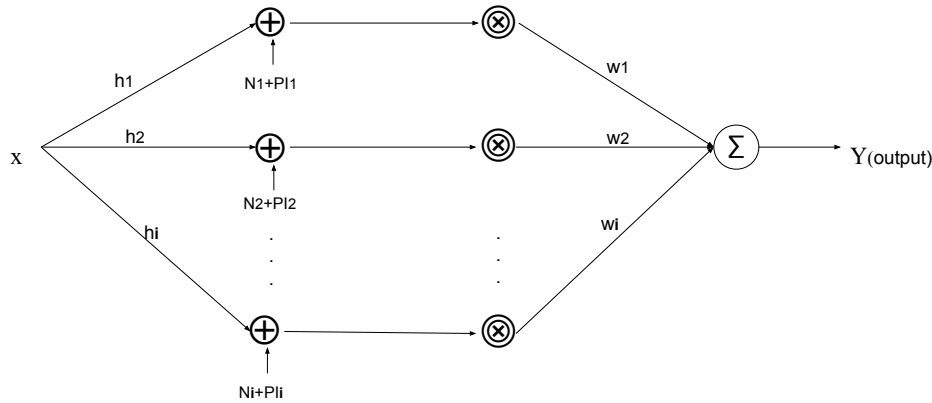 h1
N1+PI1
w1
x
h2
N2+PI2
w2
Σ
Y(output)
hi
Ni+PIi
wi